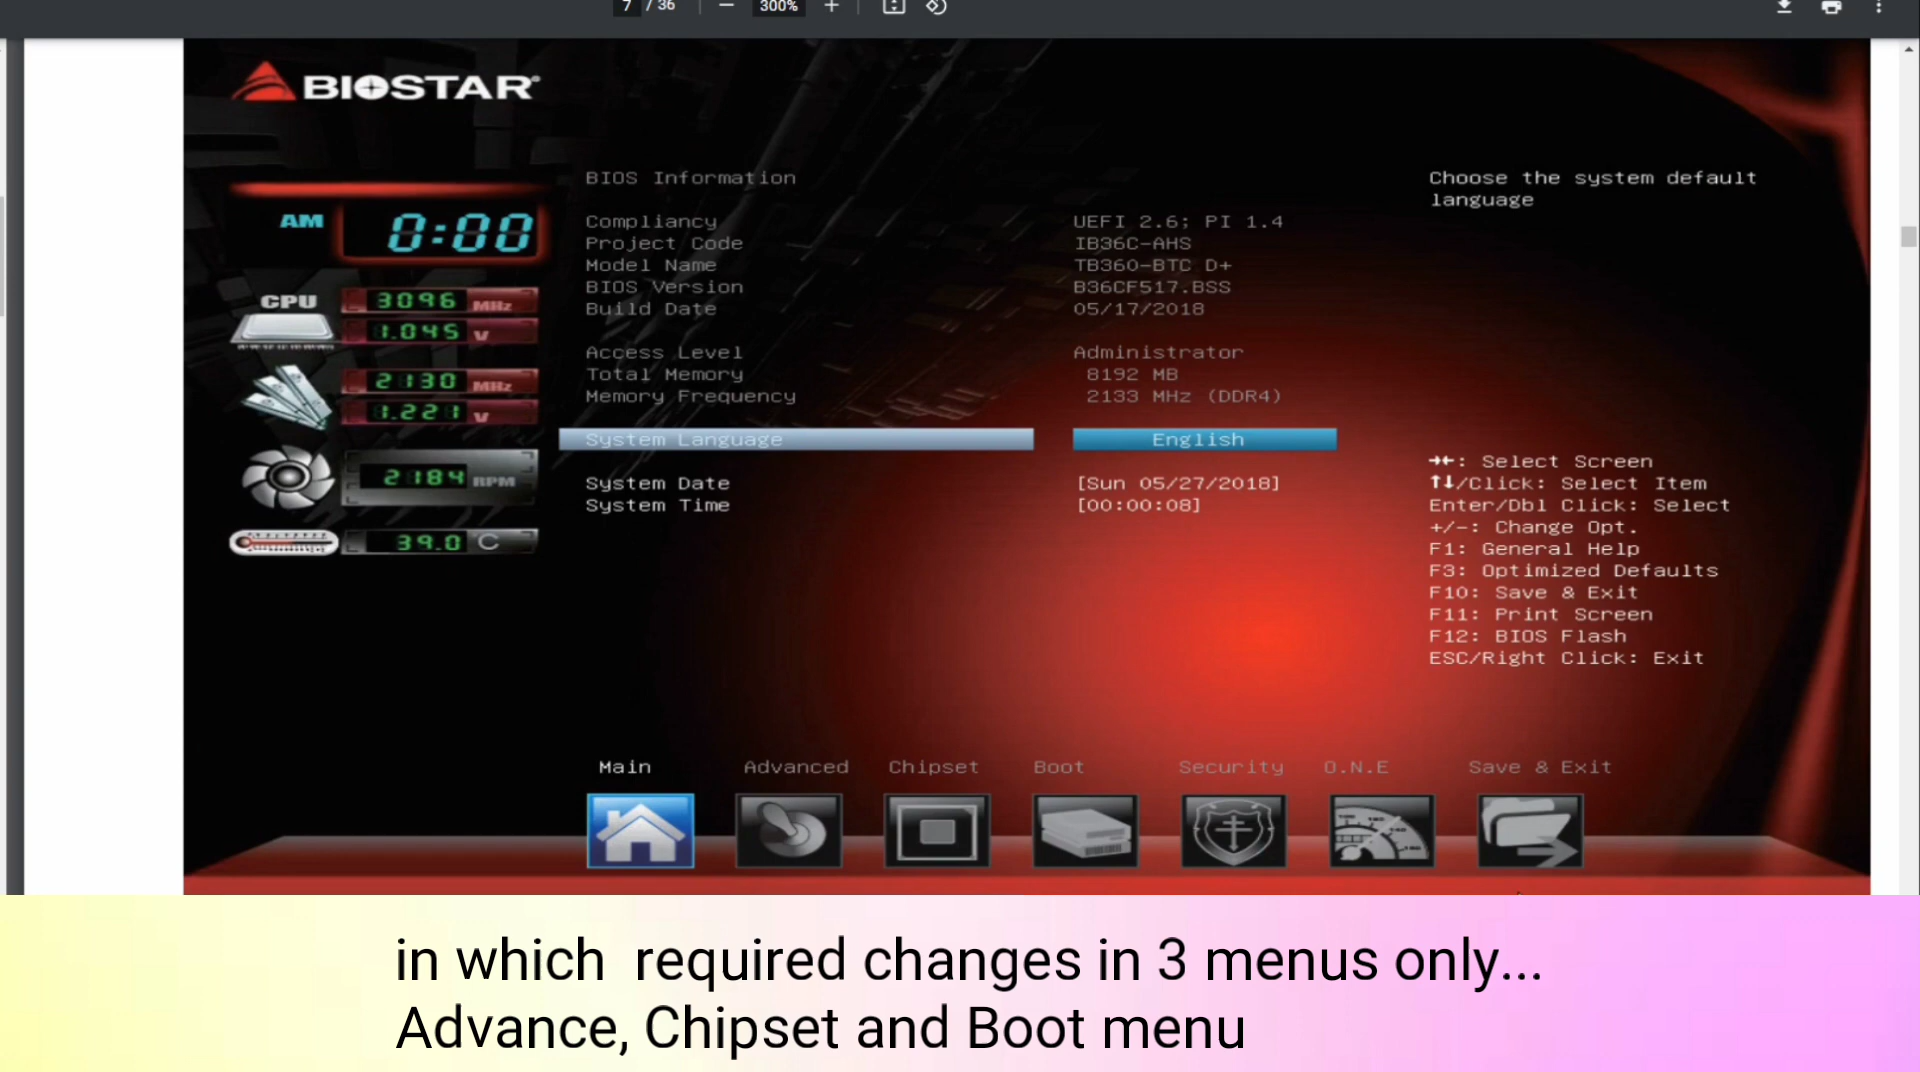 7 / 36 — 300% +
BIOSTAR
BIOS Information
Choose the system default
language
AM 0:00
Compliancy UEFI 2.6; PI 1.4
Project Code IB36C-AHS
Model Name TB360-BTC D+
BIOS Version B36CF517.BSS
Build Date 05/17/2018
CPU 3096 MHz
1.045 V
Access Level Administrator
Total Memory 8192 MB
Memory Frequency 2133 MHz (DDR4)
2130 MHz
1.221 V
System Language English
2184 RPM
System Date [Sun 05/27/2018]
System Time [00:00:08]
39.0 °C
→←: Select Screen
↑↓/Click: Select Item
Enter/Dbl Click: Select
+/-: Change Opt.
F1: General Help
F3: Optimized Defaults
F10: Save & Exit
F11: Print Screen
F12: BIOS Flash
ESC/Right Click: Exit
Main Advanced Chipset Boot Security O.N.E Save & Exit
in which required changes in 3 menus only...
Advance, Chipset and Boot menu